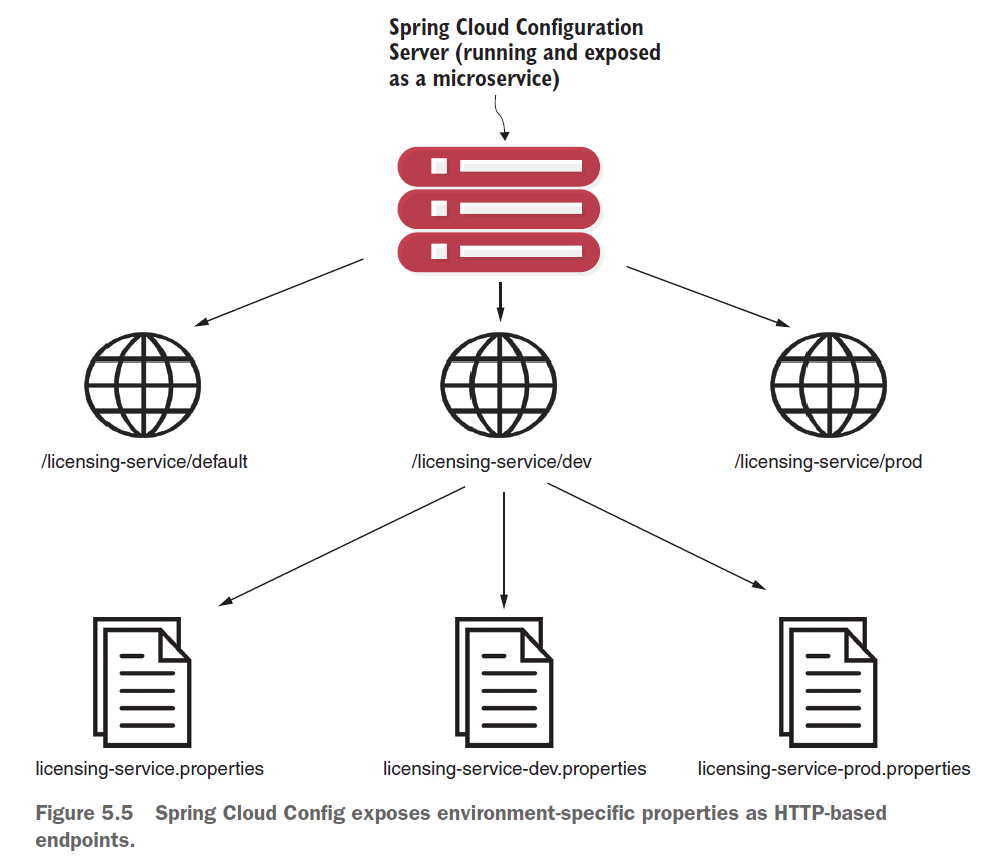 Spring Cloud Configuration
Server (running and exposed
as a microservice)
/licensing-service/default
/licensing-service/dev
/licensing-service/prod
licensing-service.properties
licensing-service-dev.properties
licensing-service-prod.properties
Figure 5.5 Spring Cloud Config exposes environment-specific properties as HTTP-based
endpoints.